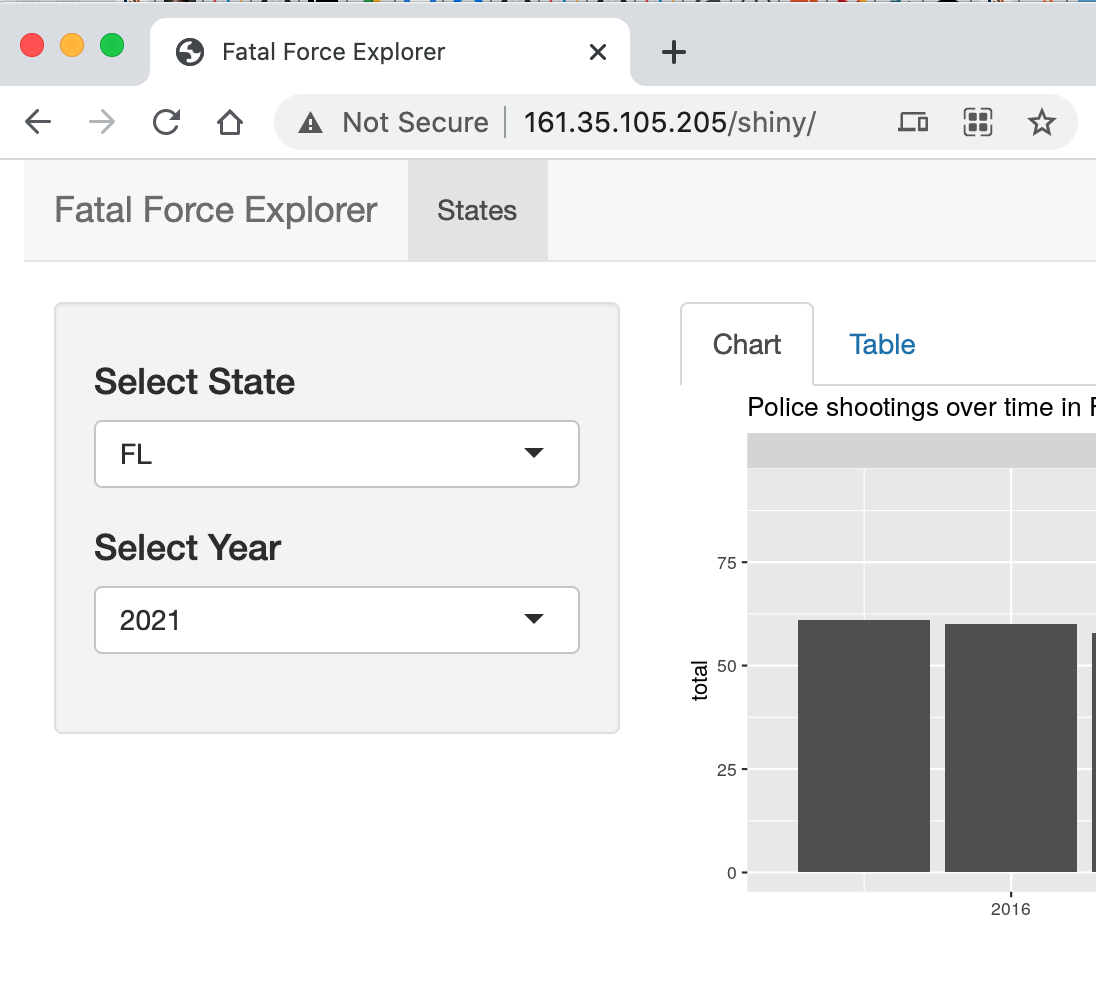 Fatal Force Explorer
Not Secure 161.35.105.205/shiny/
Fatal Force Explorer States
Select State
FL
Select Year
2021
Chart Table
Police shootings over time in F
75
50
25
0
total
2016